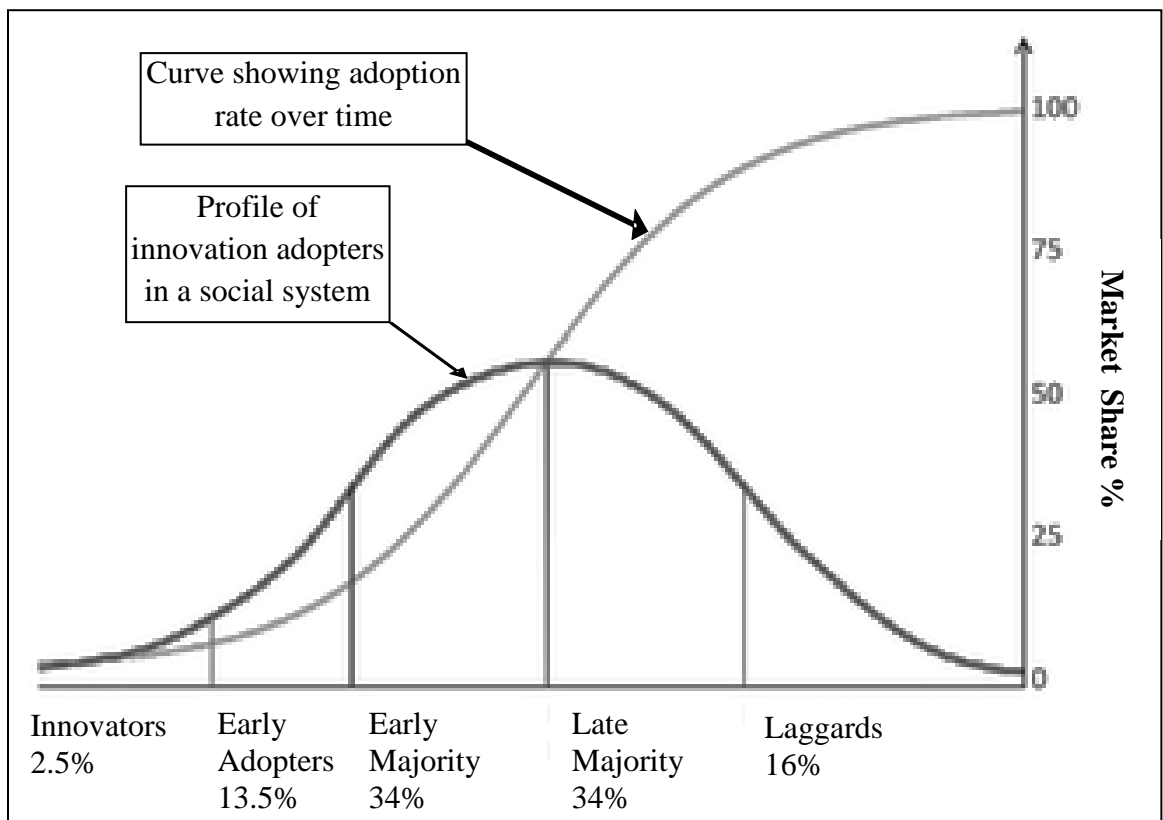 Curve showing adoption
rate over time
Profile of
innovation adopters
in a social system
100
75
50
25
0
Market Share %
Innovators
2.5%
Early
Adopters
13.5%
Early
Majority
34%
Late
Majority
34%
Laggards
16%